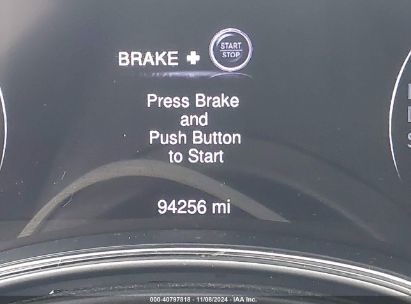 BRAKE + START STOP
Press Brake
and
Push Button
to Start
94256 mi
000-40797818 - 11/08/2024 - IAA Inc.